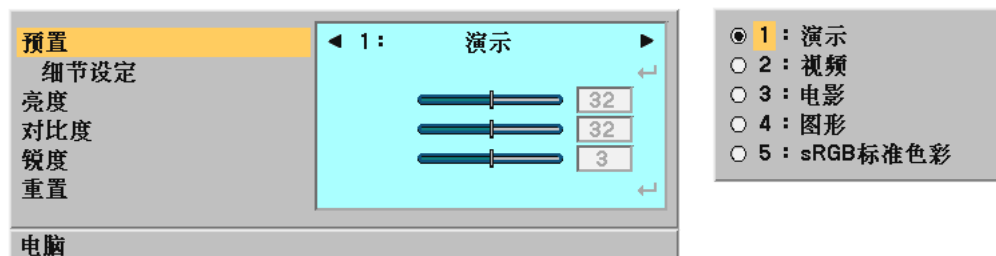 预置 ◀ 1： 演示 ▶
细节设定
亮度 32
对比度 32
锐度 3
重置
电脑
1：演示
2：视频
3：电影
4：图形
5：sRGB标准色彩